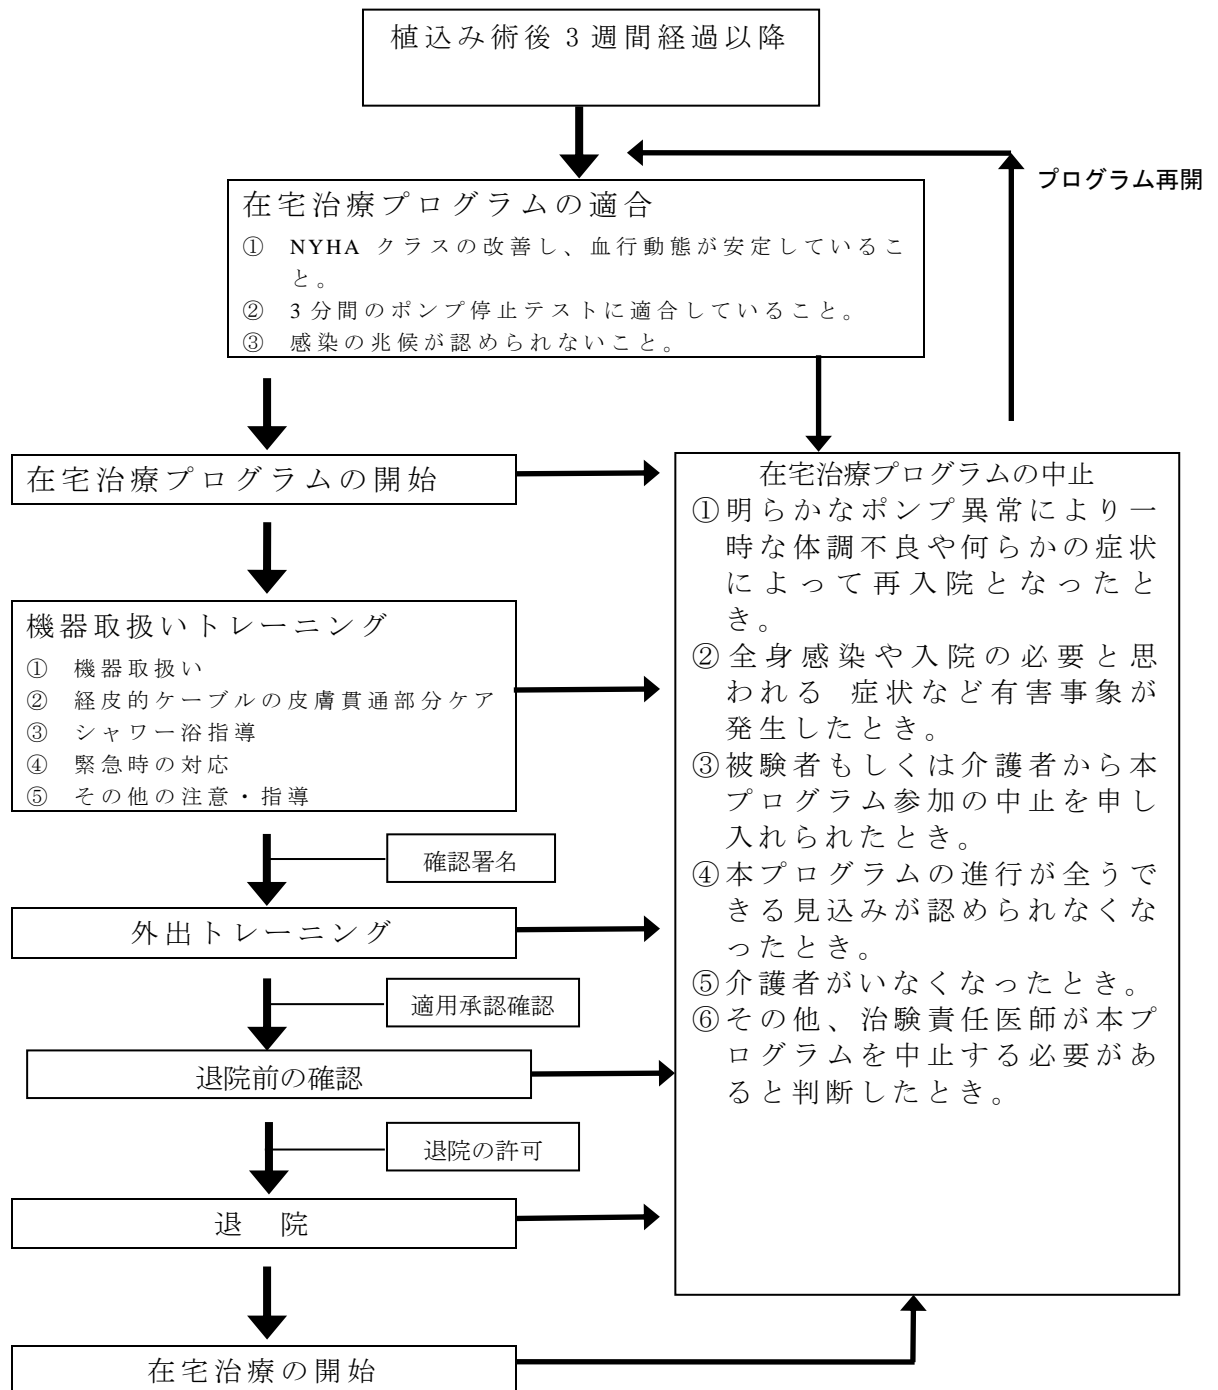 植込み術後3週間経過以降
プログラム再開
在宅治療プログラムの適合
① NYHA クラスの改善し、血行動態が安定しているこ
と。
② 3分間のポンプ停止テストに適合していること。
③ 感染の兆候が認められないこと。
在宅治療プログラムの開始
機器取扱いトレーニング
① 機器取扱い
② 経皮的ケーブルの皮膚貫通部分ケア
③ シャワー浴指導
④ 緊急時の対応
⑤ その他の注意・指導
確認署名
外出トレーニング
適用承認確認
退院前の確認
退院の許可
退 院
在宅治療の開始
在宅治療プログラムの中止
①明らかなポンプ異常により一
時な体調不良や何らかの症状
によって再入院となったと
き。
②全身感染や入院の必要と思
われる 症状など有害事象が
発生したとき。
③被験者もしくは介護者から本
プログラム参加の中止を申し
入れられたとき。
④本プログラムの進行が全うで
きる見込みが認められなくな
ったとき。
⑤介護者がいなくなったとき。
⑥その他、治験責任医師が本プ
ログラムを中止する必要があ
ると判断したとき。